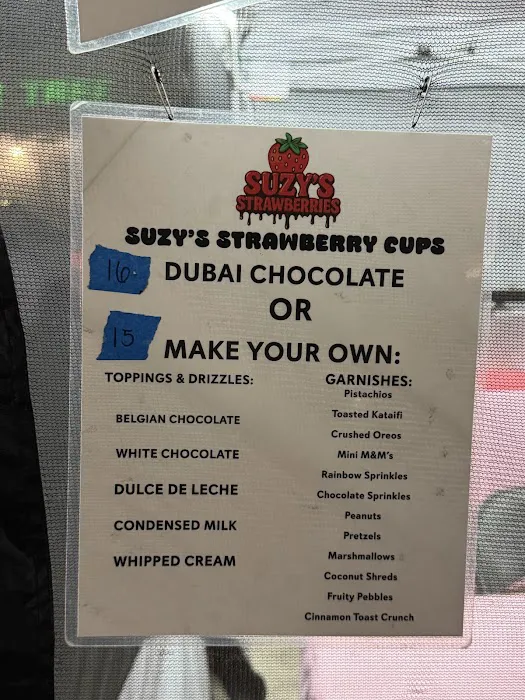 SUZY'S
STRAWBERRIES
SUZY'S STRAWBERRY CUPS
16 DUBAI CHOCOLATE
OR
15 MAKE YOUR OWN:
TOPPINGS & DRIZZLES:
BELGIAN CHOCOLATE
WHITE CHOCOLATE
DULCE DE LECHE
CONDENSED MILK
WHIPPED CREAM
GARNISHES:
Pistachios
Toasted Kataifi
Crushed Oreos
Mini M&M's
Rainbow Sprinkles
Chocolate Sprinkles
Peanuts
Pretzels
Marshmallows
Coconut Shreds
Fruity Pebbles
Cinnamon Toast Crunch